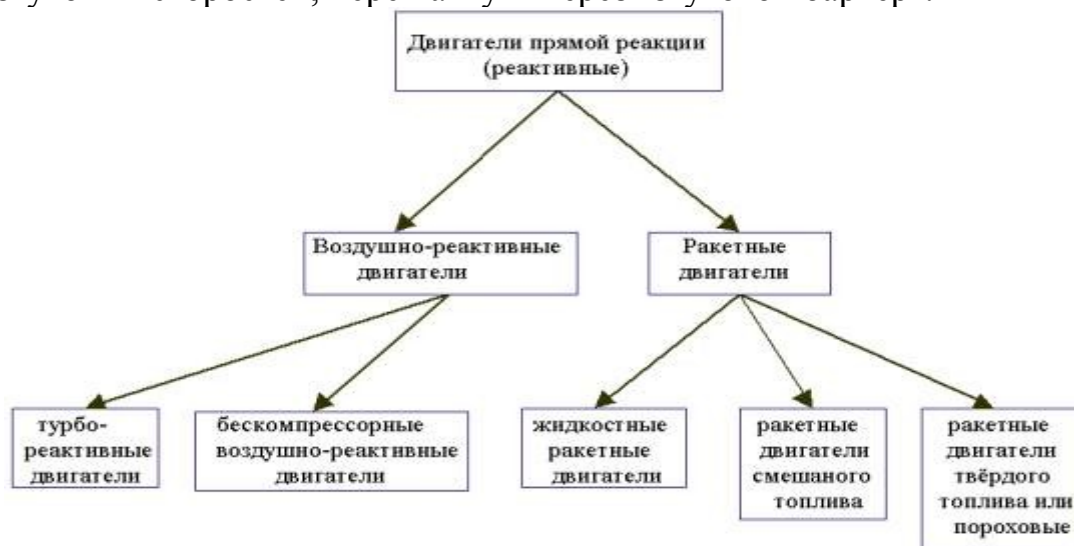 Двигатели прямой реакции
(реактивные)
Воздушно-реактивные
двигатели
Ракетные
двигатели
турбо-
реактивные
двигатели
бескомпрессорные
воздушно-реактивные
двигатели
жидкостные
ракетные
двигатели
ракетные
двигатели
смешаного
топлива
ракетные
двигатели
твёрдого
топлива или
пороховые